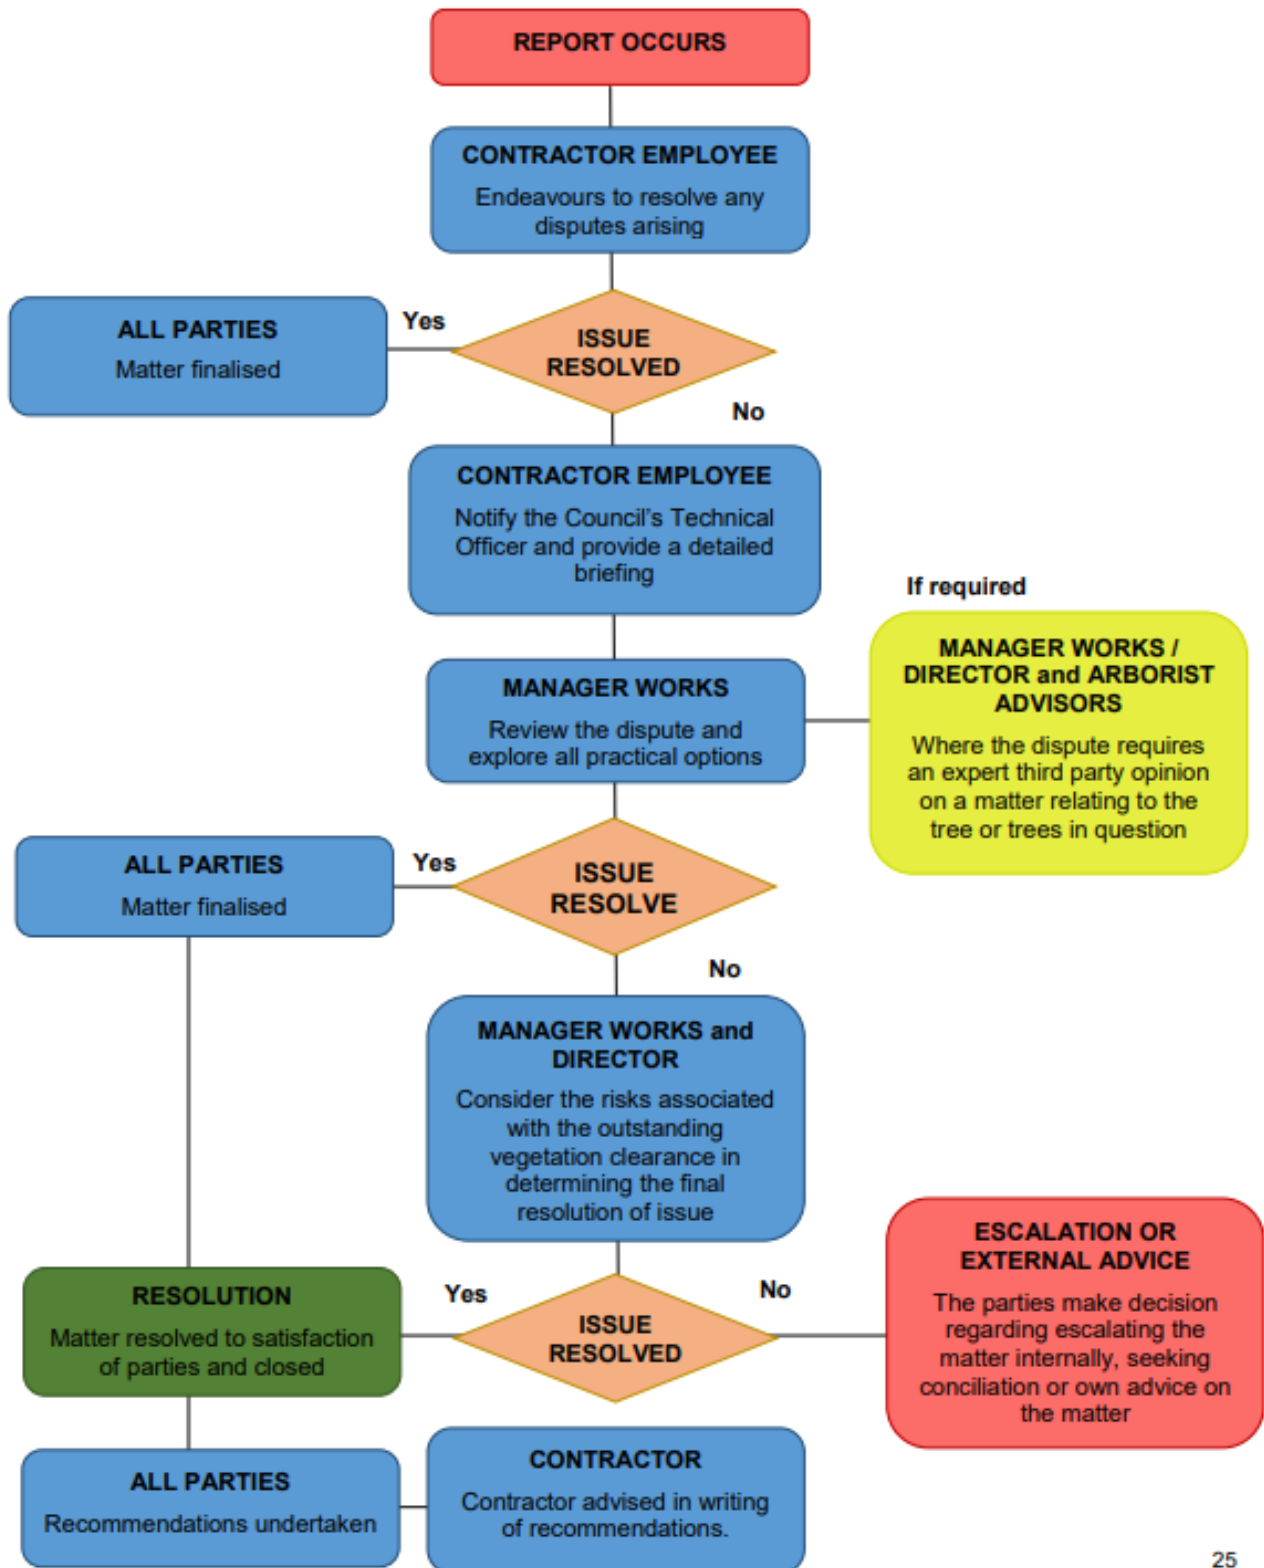 REPORT OCCURS
CONTRACTOR EMPLOYEE
Endeavours to resolve any
disputes arising
ALL PARTIES
Matter finalised
Yes
ISSUE
RESOLVED
No
CONTRACTOR EMPLOYEE
Notify the Council’s Technical
Officer and provide a detailed
briefing
If required
MANAGER WORKS
Review the dispute and
explore all practical options
MANAGER WORKS /
DIRECTOR and ARBORIST
ADVISORS
Where the dispute requires
an expert third party opinion
on a matter relating to the
tree or trees in question
ALL PARTIES
Matter finalised
Yes
ISSUE
RESOLVE
No
MANAGER WORKS and
DIRECTOR
Consider the risks associated
with the outstanding
vegetation clearance in
determining the final
resolution of issue
RESOLUTION
Matter resolved to satisfaction
of parties and closed
Yes
ISSUE
RESOLVED
No
ESCALATION OR
EXTERNAL ADVICE
The parties make decision
regarding escalating the
matter internally, seeking
conciliation or own advice on
the matter
ALL PARTIES
Recommendations undertaken
CONTRACTOR
Contractor advised in writing
of recommendations.
25